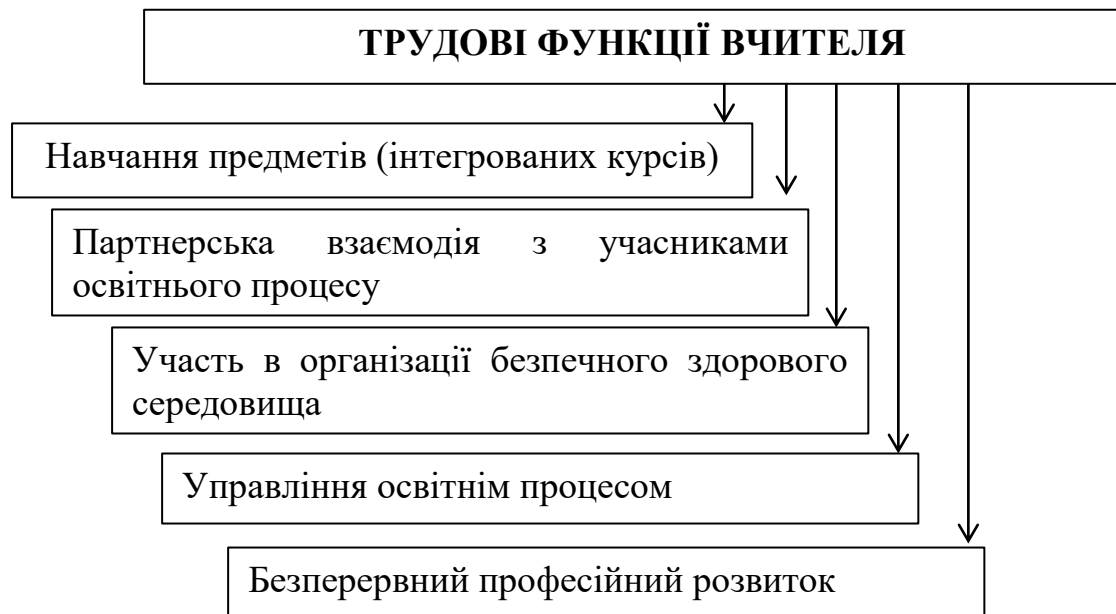 ТРУДОВІ ФУНКЦІЇ ВЧИТЕЛЯ
Навчання предметів (інтегрованих курсів)
Партнерська взаємодія з учасниками
освітнього процесу
Участь в організації безпечного здорового
середовища
Управління освітнім процесом
Безперервний професійний розвиток